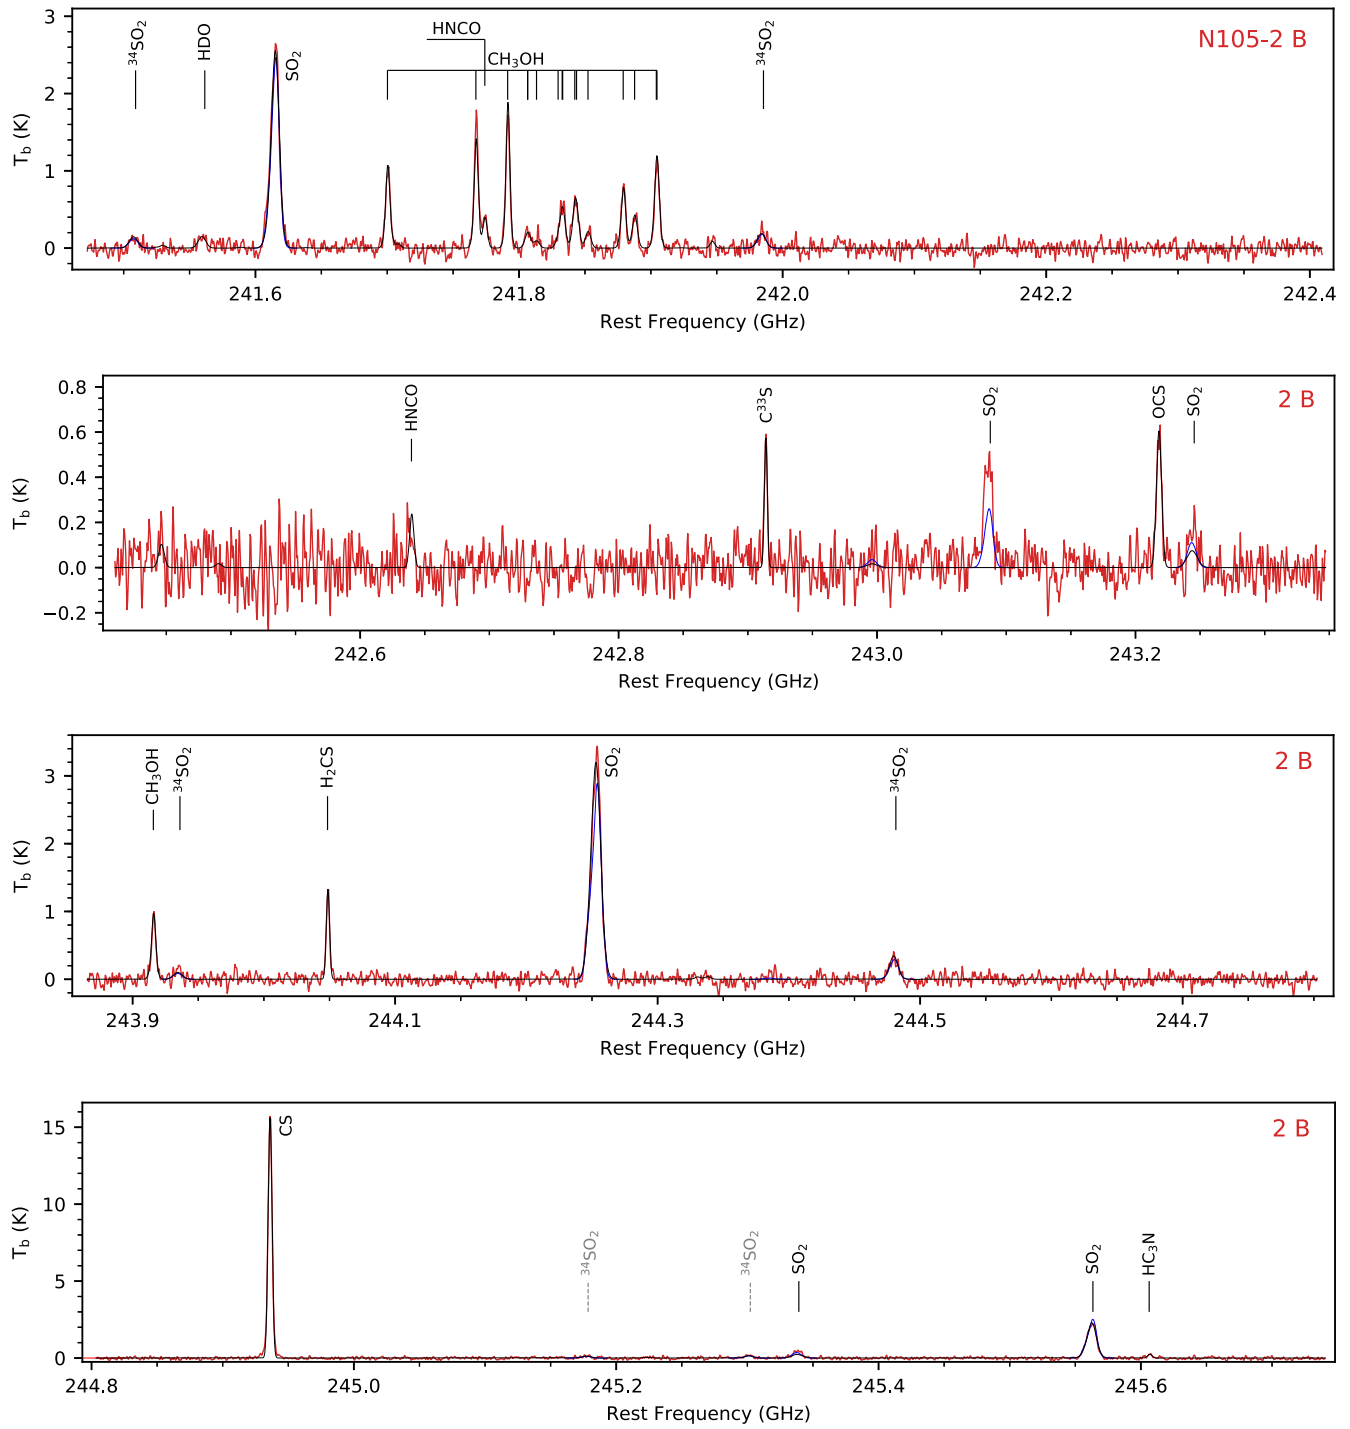 N105-2 B
³⁴SO₂
HDO
SO₂
HNCO
CH₃OH
³⁴SO₂
T_b (K)
3
2
1
0
241.6
241.8
242.0
242.2
242.4
Rest Frequency (GHz)
2 B
HNCO
C³³S
SO₂
OCS
SO₂
T_b (K)
0.8
0.6
0.4
0.2
0.0
−0.2
242.6
242.8
243.0
243.2
Rest Frequency (GHz)
2 B
CH₃OH
³⁴SO₂
H₂CS
SO₂
³⁴SO₂
T_b (K)
3
2
1
0
243.9
244.1
244.3
244.5
244.7
Rest Frequency (GHz)
2 B
CS
³⁴SO₂
³⁴SO₂
SO₂
SO₂
HC₃N
T_b (K)
15
10
5
0
244.8
245.0
245.2
245.4
245.6
Rest Frequency (GHz)